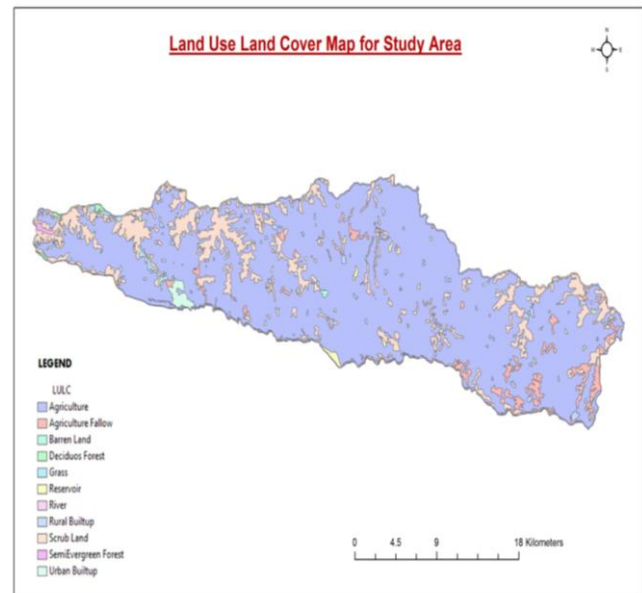 Land Use Land Cover Map for Study Area
N
W E
S
LEGEND
LULC
Agriculture
Agriculture Fallow
Barren Land
Deciduos Forest
Grass
Reservoir
River
Rural Builtup
Scrub Land
SemiEvergreen Forest
Urban Builtup
0 4.5 9 18 Kilometers